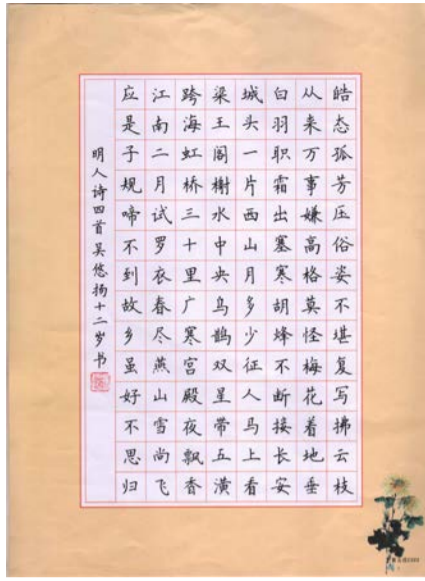 皓态孤芳压俗姿不堪复写拂云枝
从来万事嫌高格莫怪梅花着地垂
白羽职霜出塞寒胡烽不断接长安
城头一片西山月多少征人马上看
梁王阁榭水中央乌鹊双星带五潢
跨海虹桥三十里广寒宫殿夜飘香
江南二月试罗衣春尽燕山雪尚飞
应是子规啼不到故乡虽好不思归
明人诗四首吴悠扬十二岁书